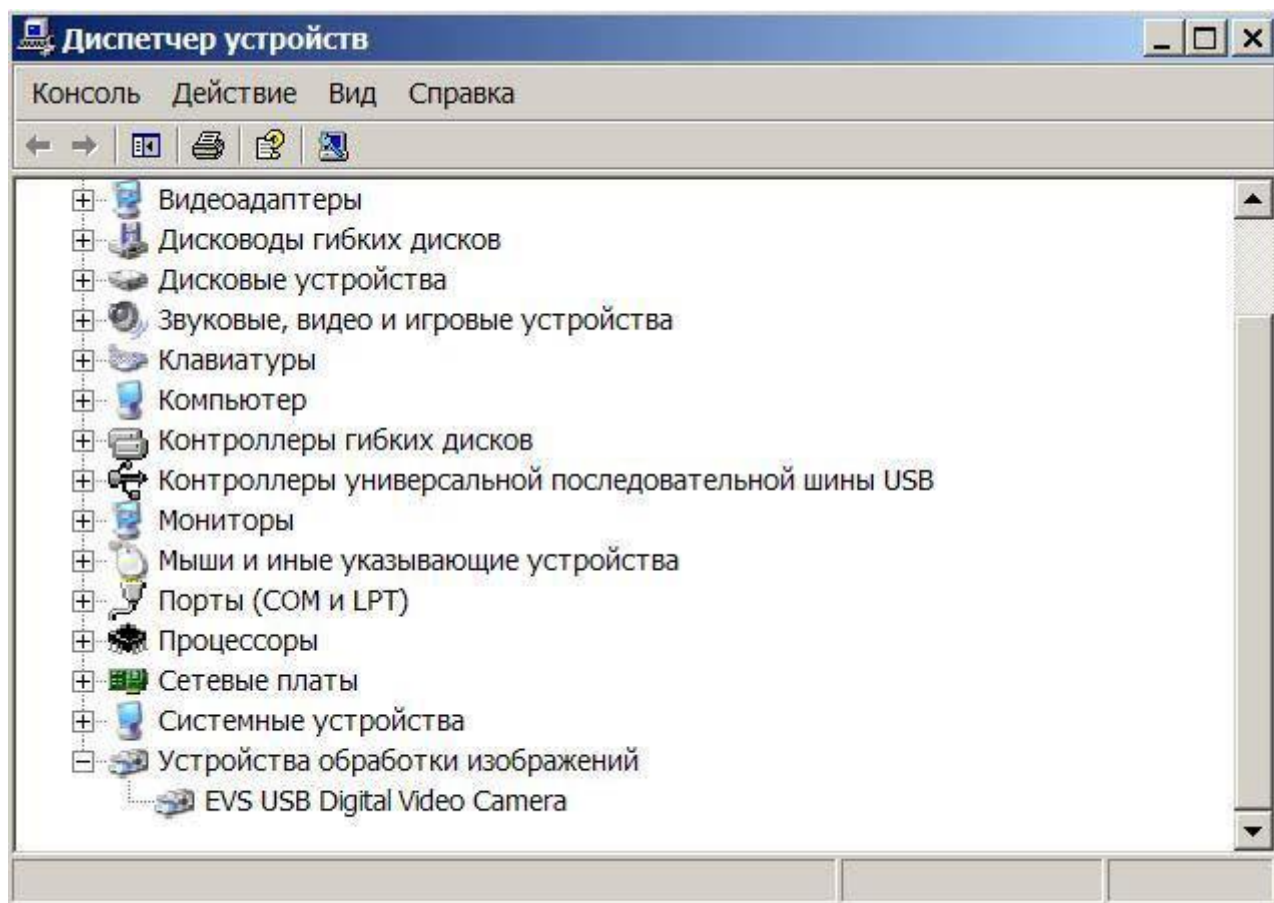 Диспетчер устройств
Консоль Действие Вид Справка
Видеоадаптеры
Дисководы гибких дисков
Дисковые устройства
Звуковые, видео и игровые устройства
Клавиатуры
Компьютер
Контроллеры гибких дисков
Контроллеры универсальной последовательной шины USB
Мониторы
Мыши и иные указывающие устройства
Порты (COM и LPT)
Процессоры
Сетевые платы
Системные устройства
Устройства обработки изображений
EVS USB Digital Video Camera